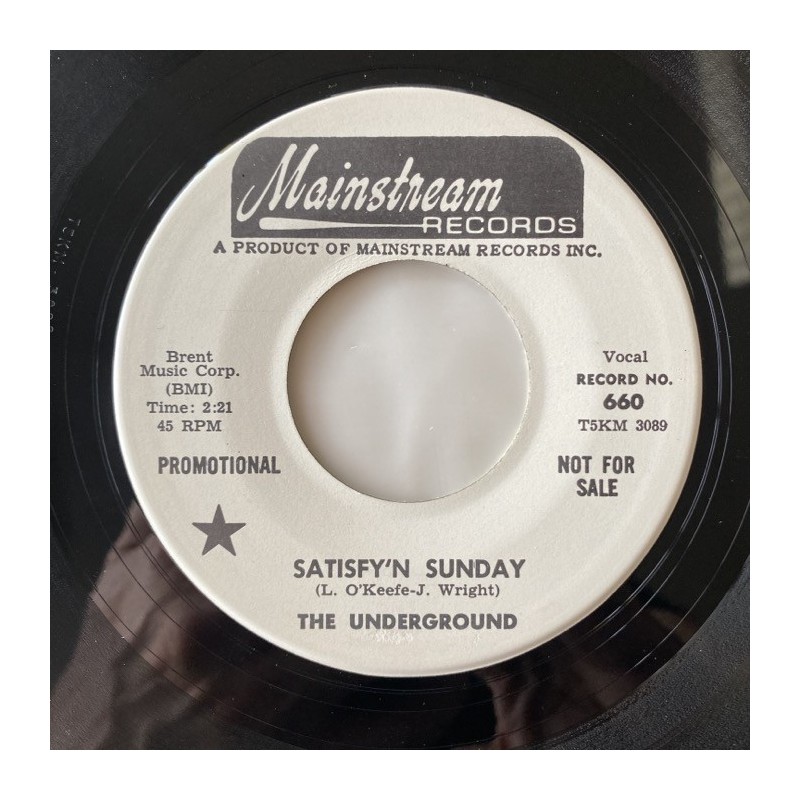 Mainstream
RECORDS
A PRODUCT OF MAINSTREAM RECORDS INC.
Brent
Music Corp.
(BMI)
Time: 2:21
45 RPM
PROMOTIONAL
Vocal
RECORD NO.
660
T5KM 3089
NOT FOR
SALE
SATISFY'N SUNDAY
(L. O'Keefe-J. Wright)
THE UNDERGROUND